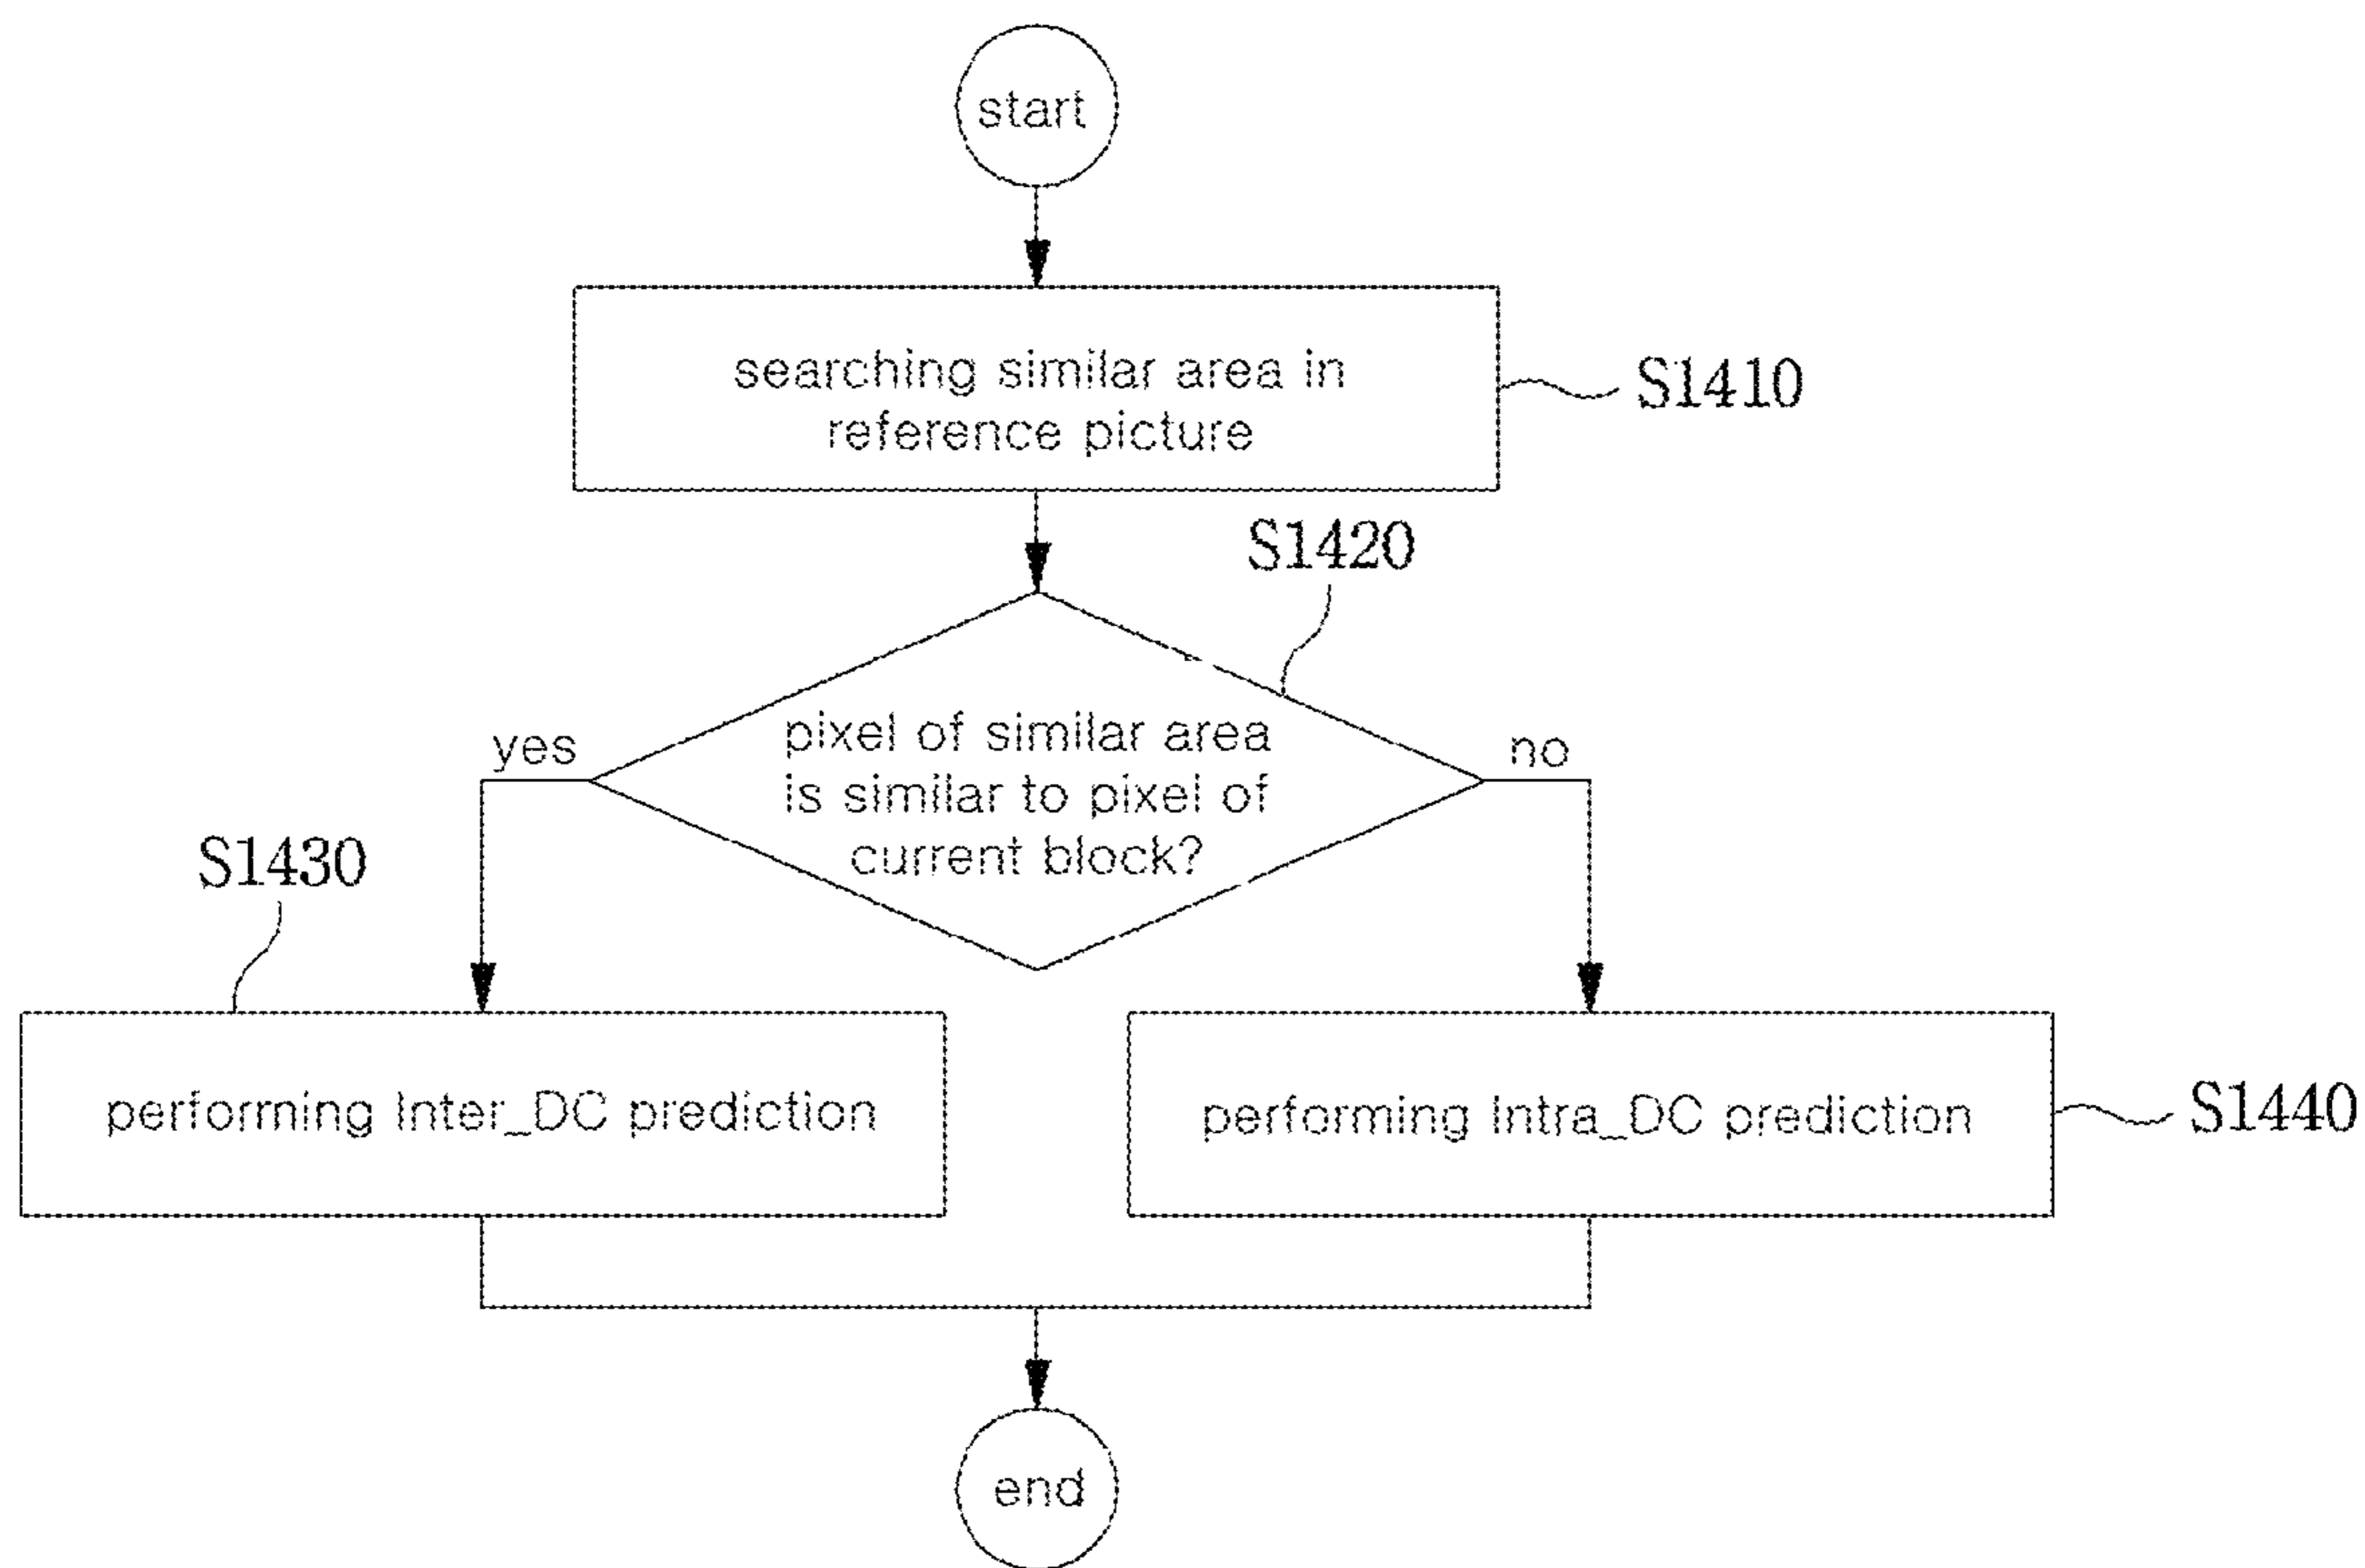 start
searching similar area in
reference picture
S1410
S1420
pixel of similar area
is similar to pixel of
current block?
yes
no
S1430
performing Inter_DC prediction
performing Intra_DC prediction
S1440
end